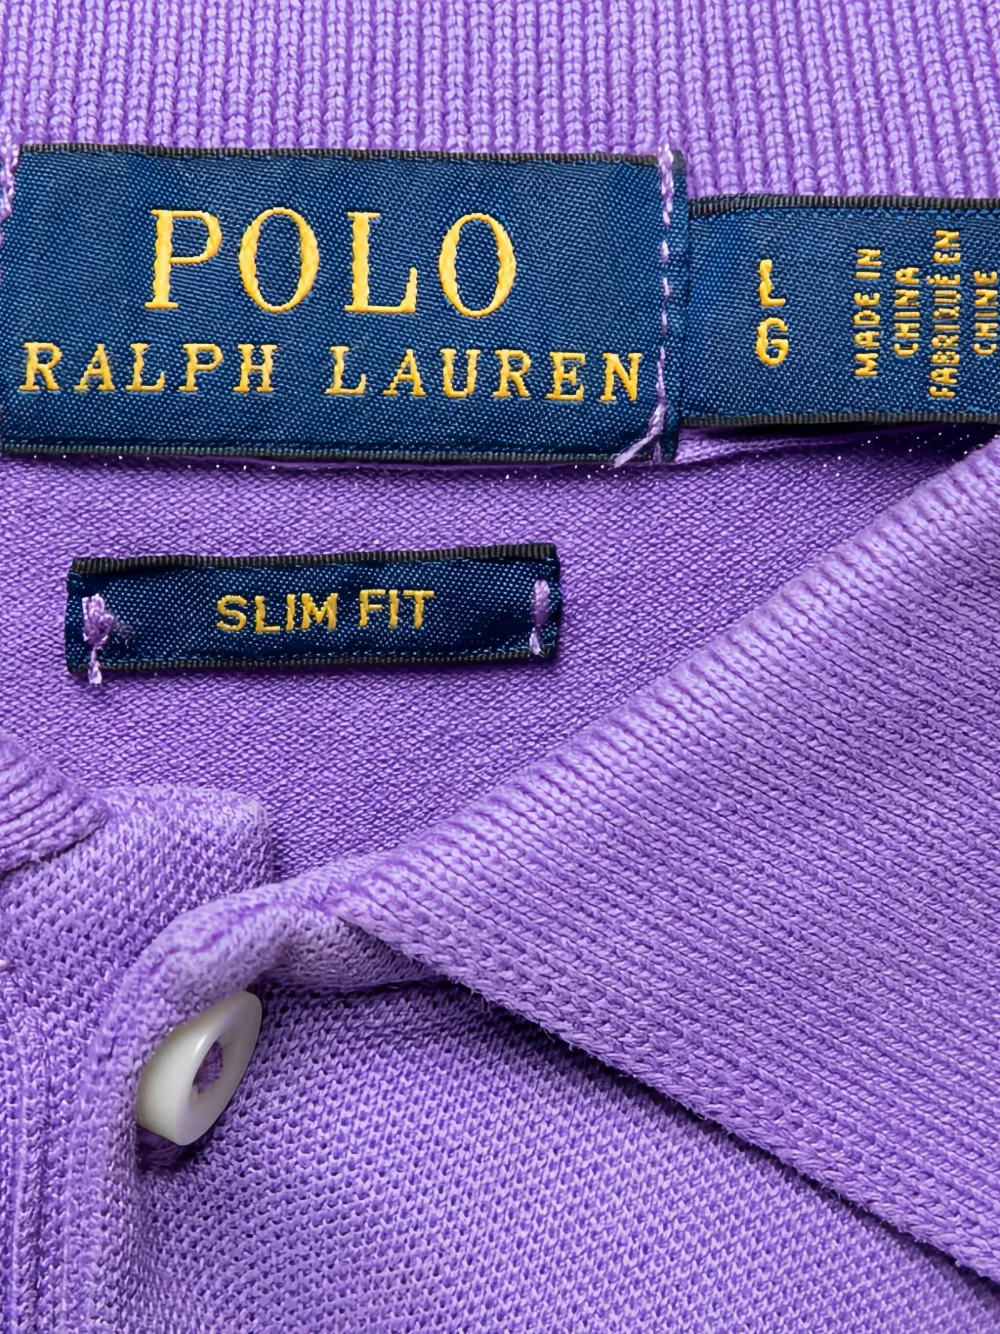 POLO
RALPH LAUREN
L
G
MADE IN
CHINA
FABRIQUÉ EN
CHINE
SLIM FIT